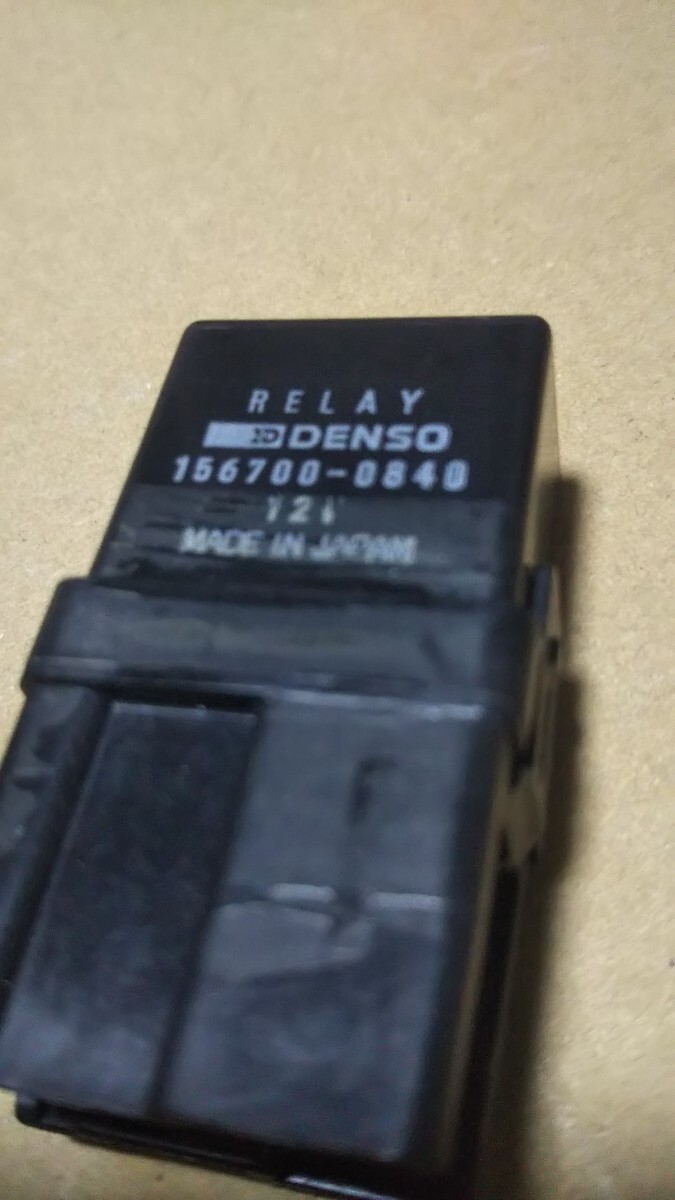 RELAY
DENSO
156700-0840
12V
MADE IN JAPAN